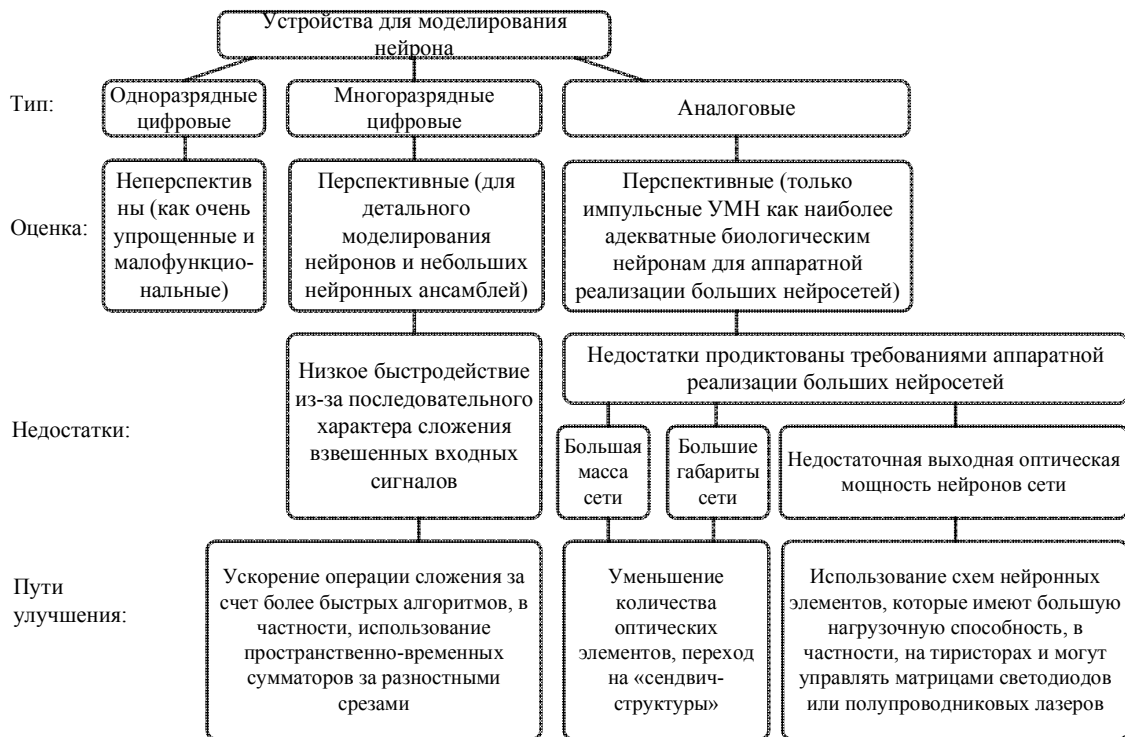 Устройства для моделирования
нейрона
Тип:
Одноразрядные
цифровые
Многоразрядные
цифровые
Аналоговые
Оценка:
Неперспектив
ны (как очень
упрощенные и
малофункцио-
нальные)
Перспективные (для
детального
моделирования
нейронов и небольших
нейронных ансамблей)
Перспективные (только
импульсные УМН как наиболее
адекватные биологическим
нейронам для аппаратной
реализации больших нейросетей)
Недостатки:
Низкое быстродействие
из-за последовательного
характера сложения
взвешенных входных
сигналов
Недостатки продиктованы требованиями аппаратной
реализации больших нейросетей
Большая
масса
сети
Большие
габариты
сети
Недостаточная выходная оптическая
мощность нейронов сети
Пути
улучшения:
Ускорение операции сложения за
счет более быстрых алгоритмов, в
частности, использование
пространственно-временных
сумматоров за разностными
срезами
Уменьшение
количества
оптических
элементов, переход
на «сендвич-
структуры»
Использование схем нейронных
элементов, которые имеют большую
нагрузочную способность, в
частности, на тиристорах и могут
управлять матрицами светодиодов
или полупроводниковых лазеров